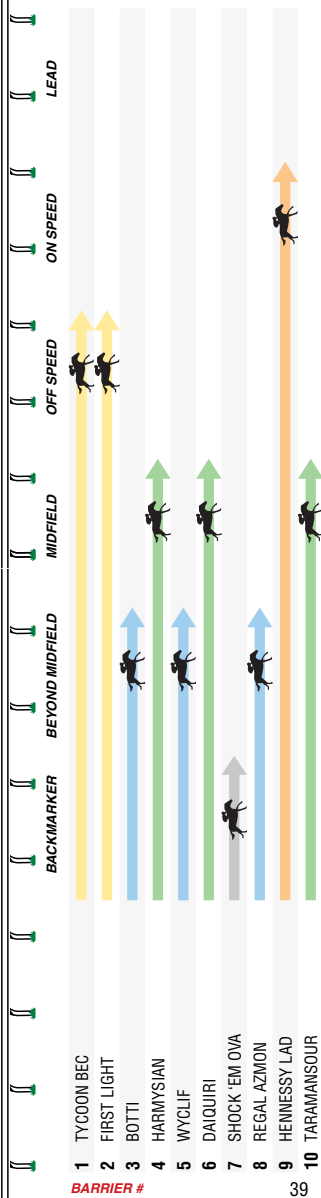 LEAD
ON SPEED
OFF SPEED
MIDFIELD
BEYOND MIDFIELD
BACKMARKER
1 TYCOON BEC
2 FIRST LIGHT
3 BOTTI
4 HARMYSIAN
5 WYCLIF
6 DAIQUIRI
7 SHOCK 'EM OVA
8 REGAL AZMON
9 HENNESSY LAD
10 TARAMANSOUR
BARRIER #
39